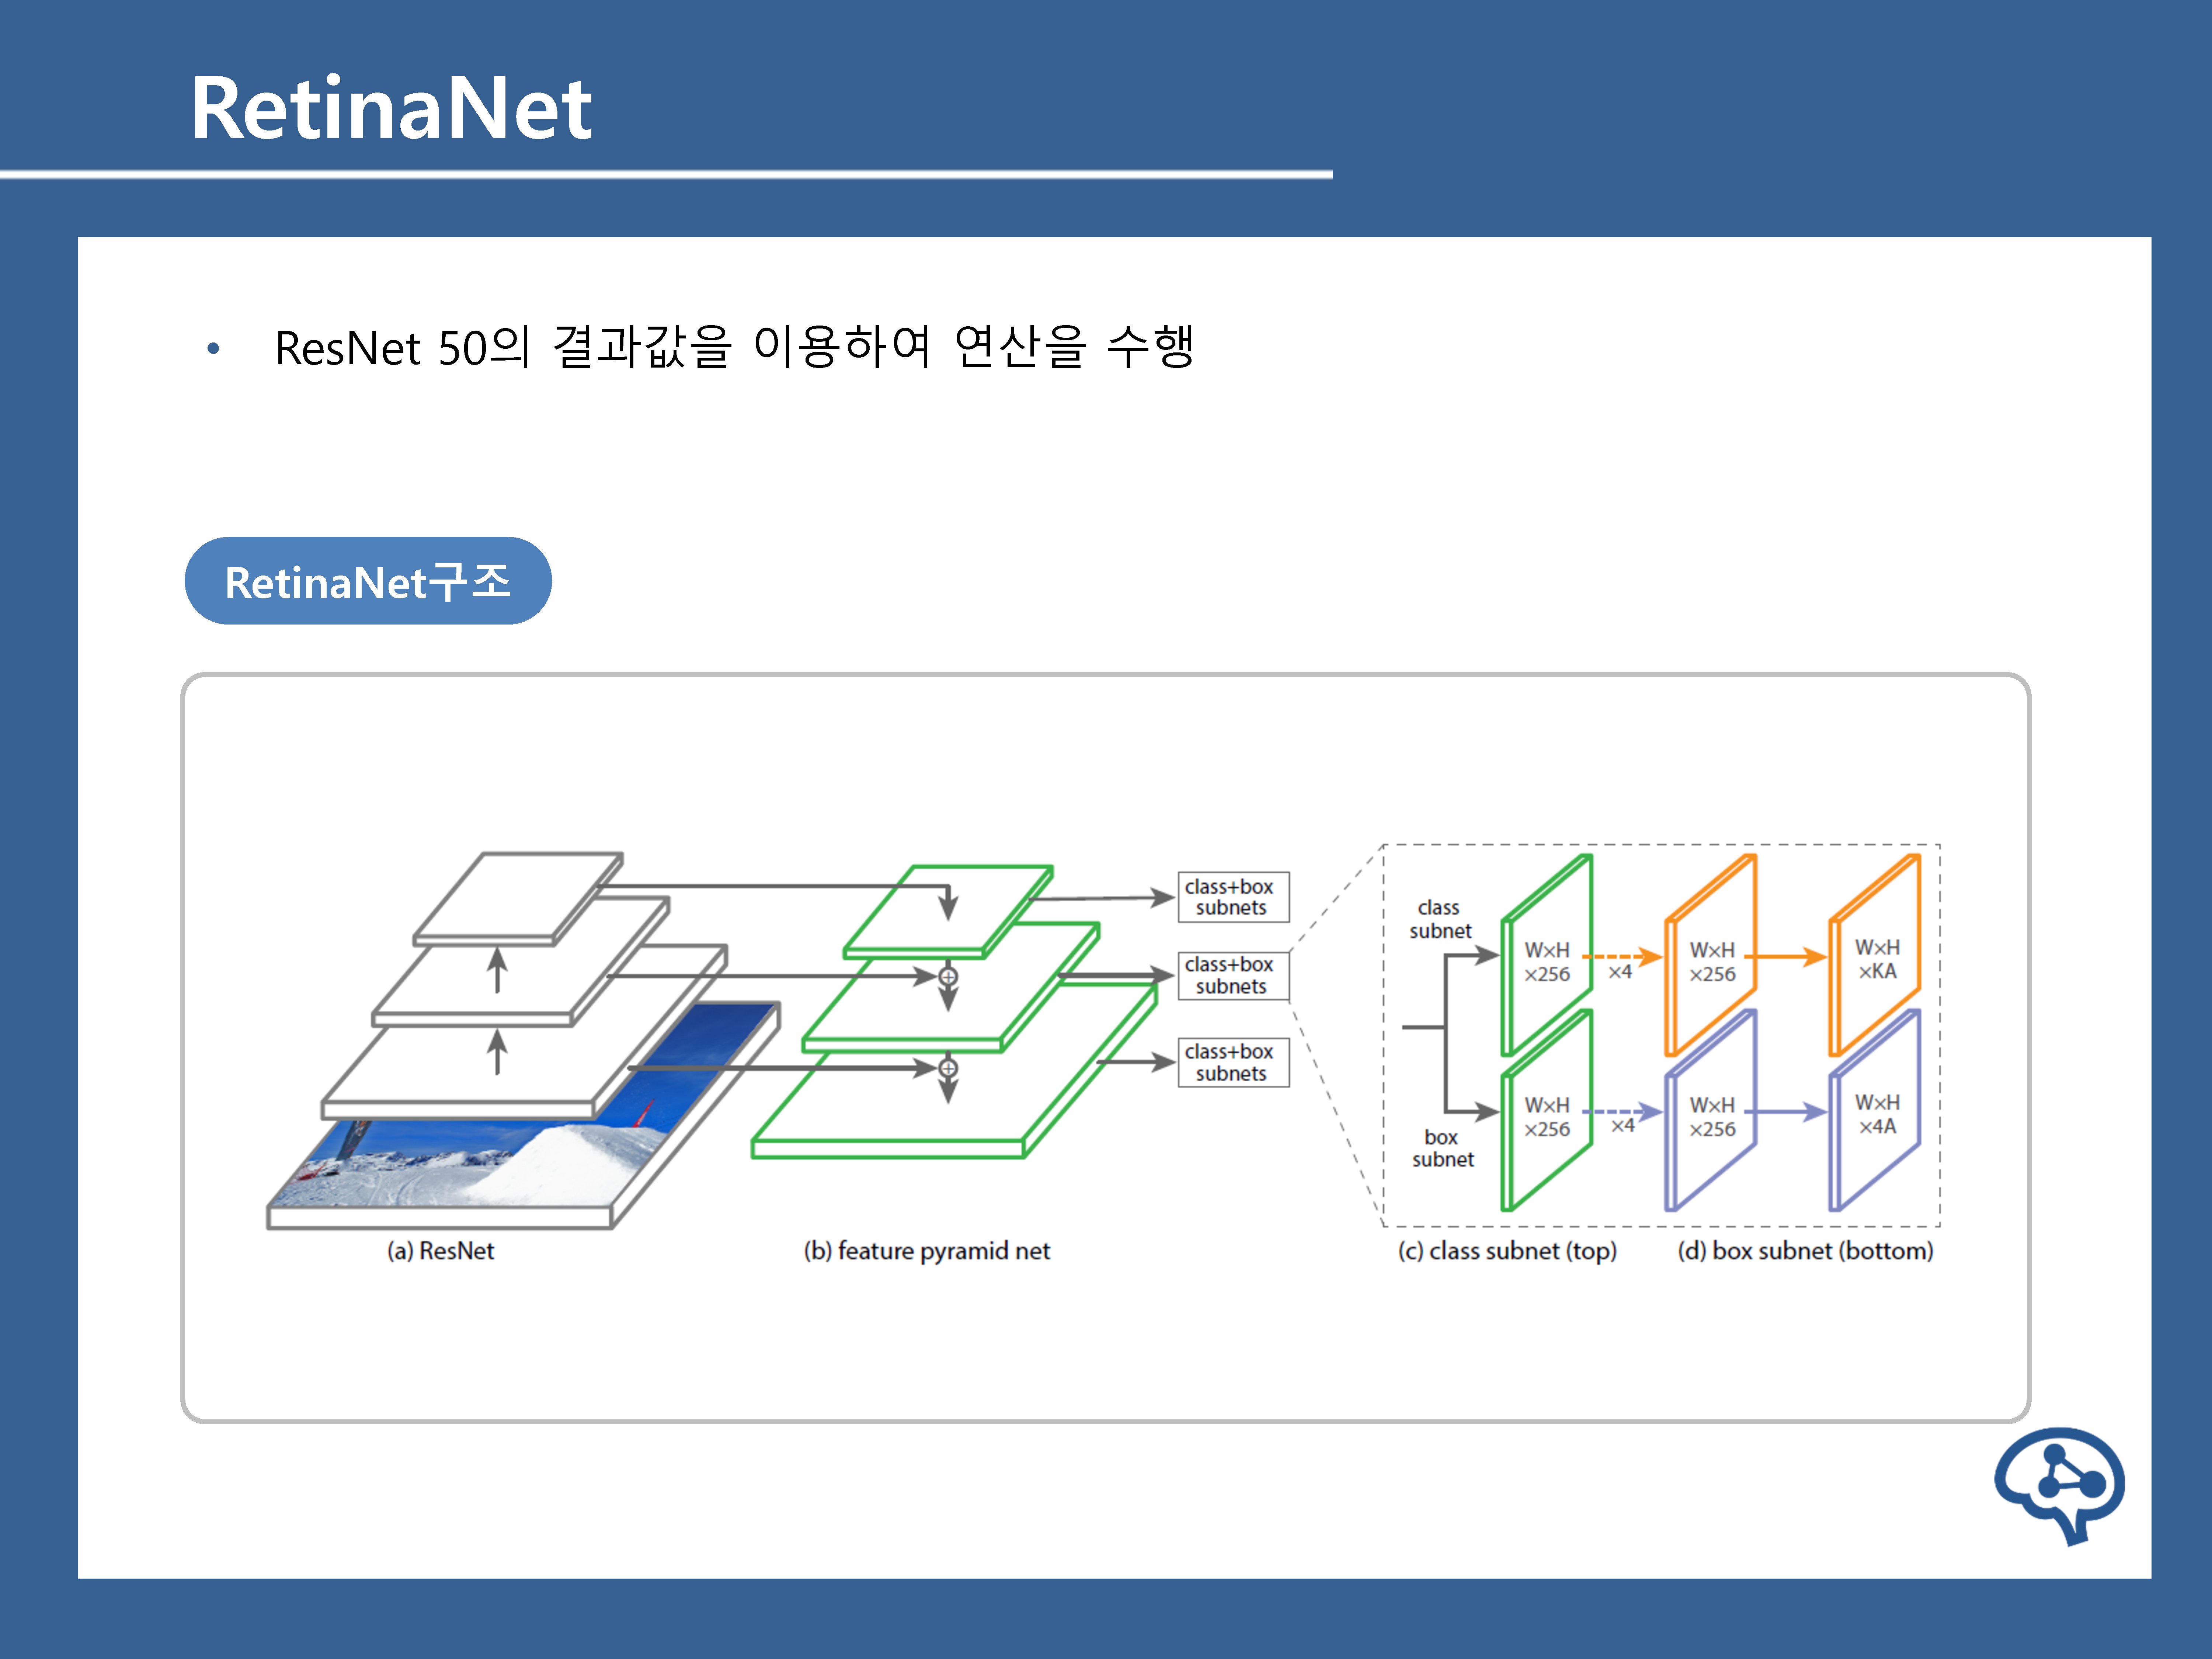 RetinaNet
• ResNet 50의 결과값을 이용하여 연산을 수행
RetinaNet구조
class+box
subnets
class+box
subnets
class+box
subnets
class
subnet
W×H
×256
×4
W×H
×256
W×H
×KA
box
subnet
W×H
×256
×4
W×H
×256
W×H
×4A
(a) ResNet
(b) feature pyramid net
(c) class subnet (top)
(d) box subnet (bottom)